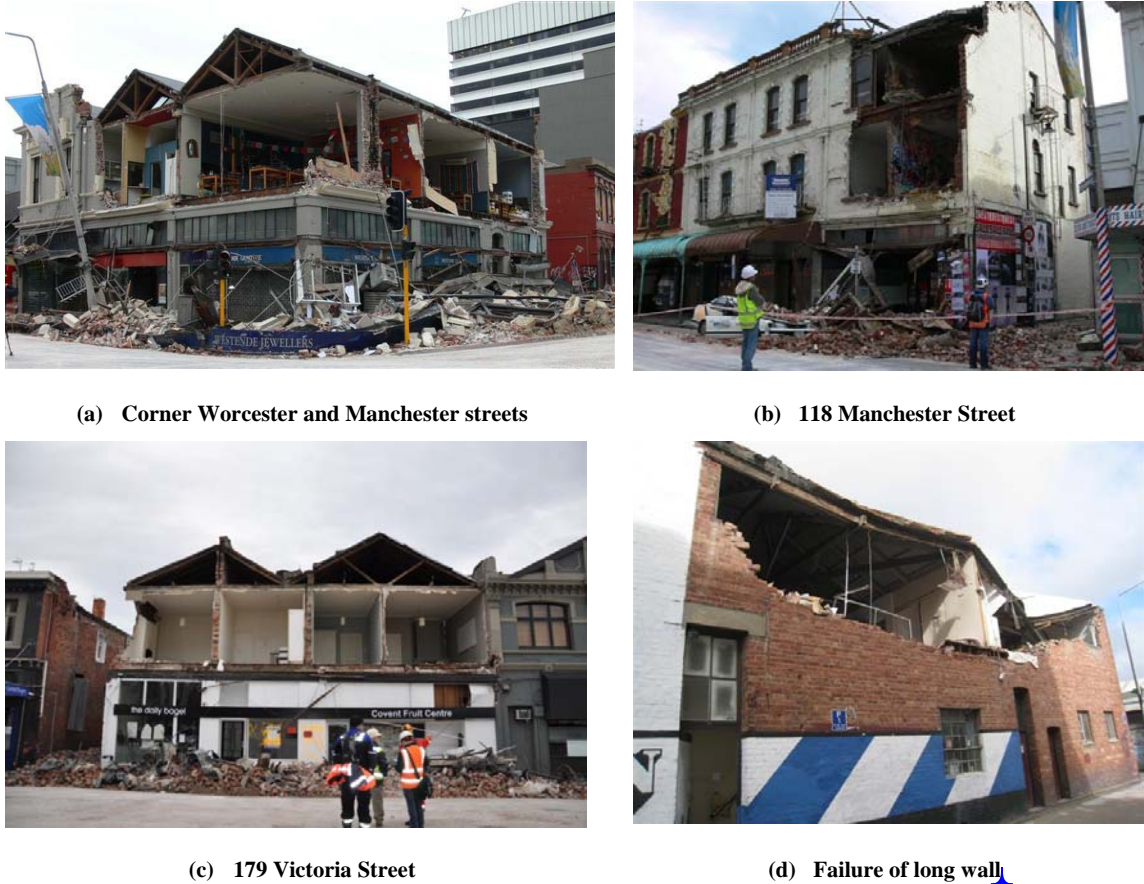 WESTENDE JEWELLERS
(a) Corner Worcester and Manchester streets
(b) 118 Manchester Street
the daily bagel
Covent Fruit Centre
(c) 179 Victoria Street
(d) Failure of long wall